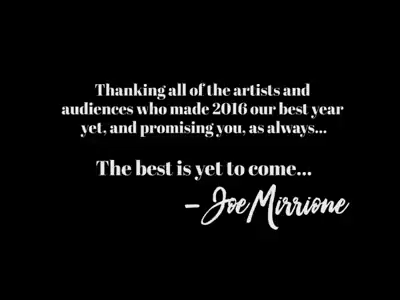 Thanking all of the artists and
audiences who made 2016 our best year
yet, and promising you, as always...
The best is yet to come...
– Joe Mirrione